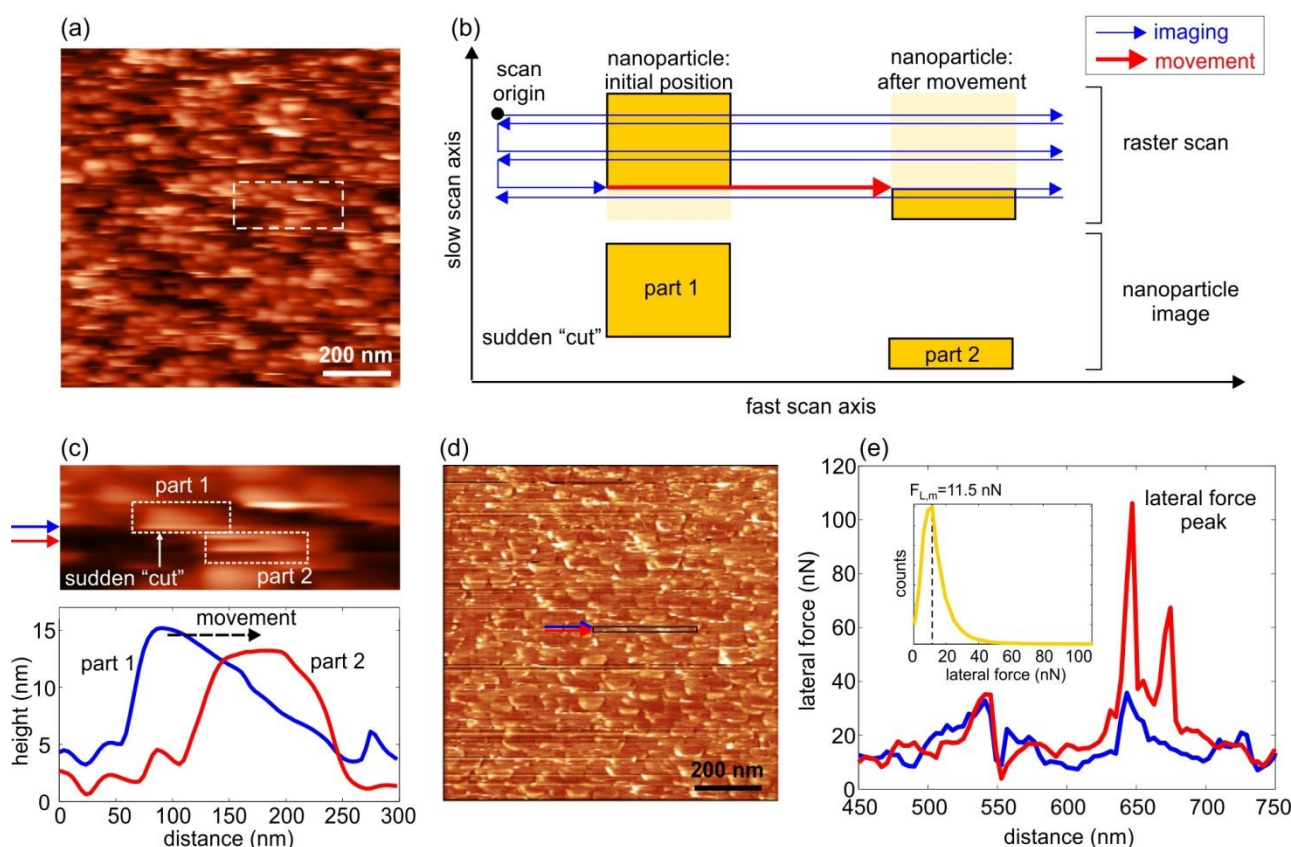 (a)
200 nm
(b)
imaging
movement
scan
origin
nanoparticle:
initial position
nanoparticle:
after movement
raster scan
slow scan axis
part 1
sudden “cut”
part 2
nanoparticle
image
fast scan axis
(c)
part 1
sudden “cut”
part 2
movement
part 1
part 2
height (nm)
15
10
5
0
0 50 100 150 200 250 300
distance (nm)
(d)
200 nm
(e)
120
100
80
60
40
20
0
lateral force (nN)
F_L,m=11.5 nN
counts
0 20 40 60 80 100
lateral force (nN)
lateral force
peak
450 500 550 600 650 700 750
distance (nm)